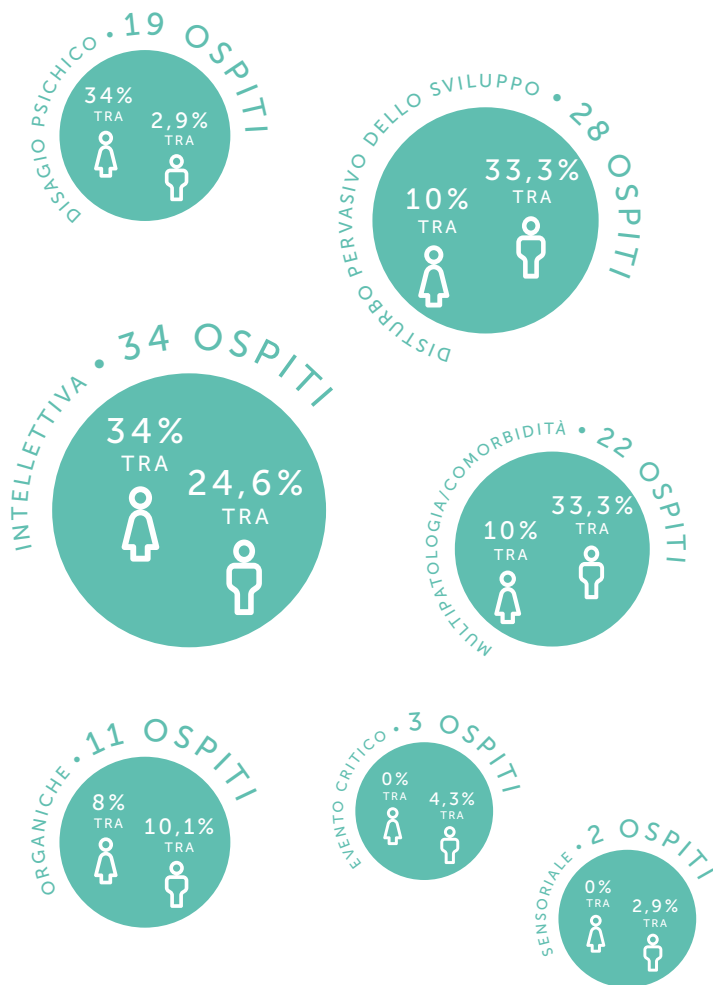 DISAGIO PSICHICO • 19 OSPITI
34%
TRA
2,9%
TRA
DISTURBO PERVASIVO DELLO SVILUPPO • 28 OSPITI
10%
TRA
33,3%
TRA
INTELLETTIVA • 34 OSPITI
34%
TRA
24,6%
TRA
MULTIPATOLOGIA/COMORBIDITÀ • 22 OSPITI
10%
TRA
33,3%
TRA
ORGANICHE • 11 OSPITI
8%
TRA
10,1%
TRA
EVENTO CRITICO • 3 OSPITI
0%
TRA
4,3%
TRA
SENSORIALE • 2 OSPITI
0%
TRA
2,9%
TRA